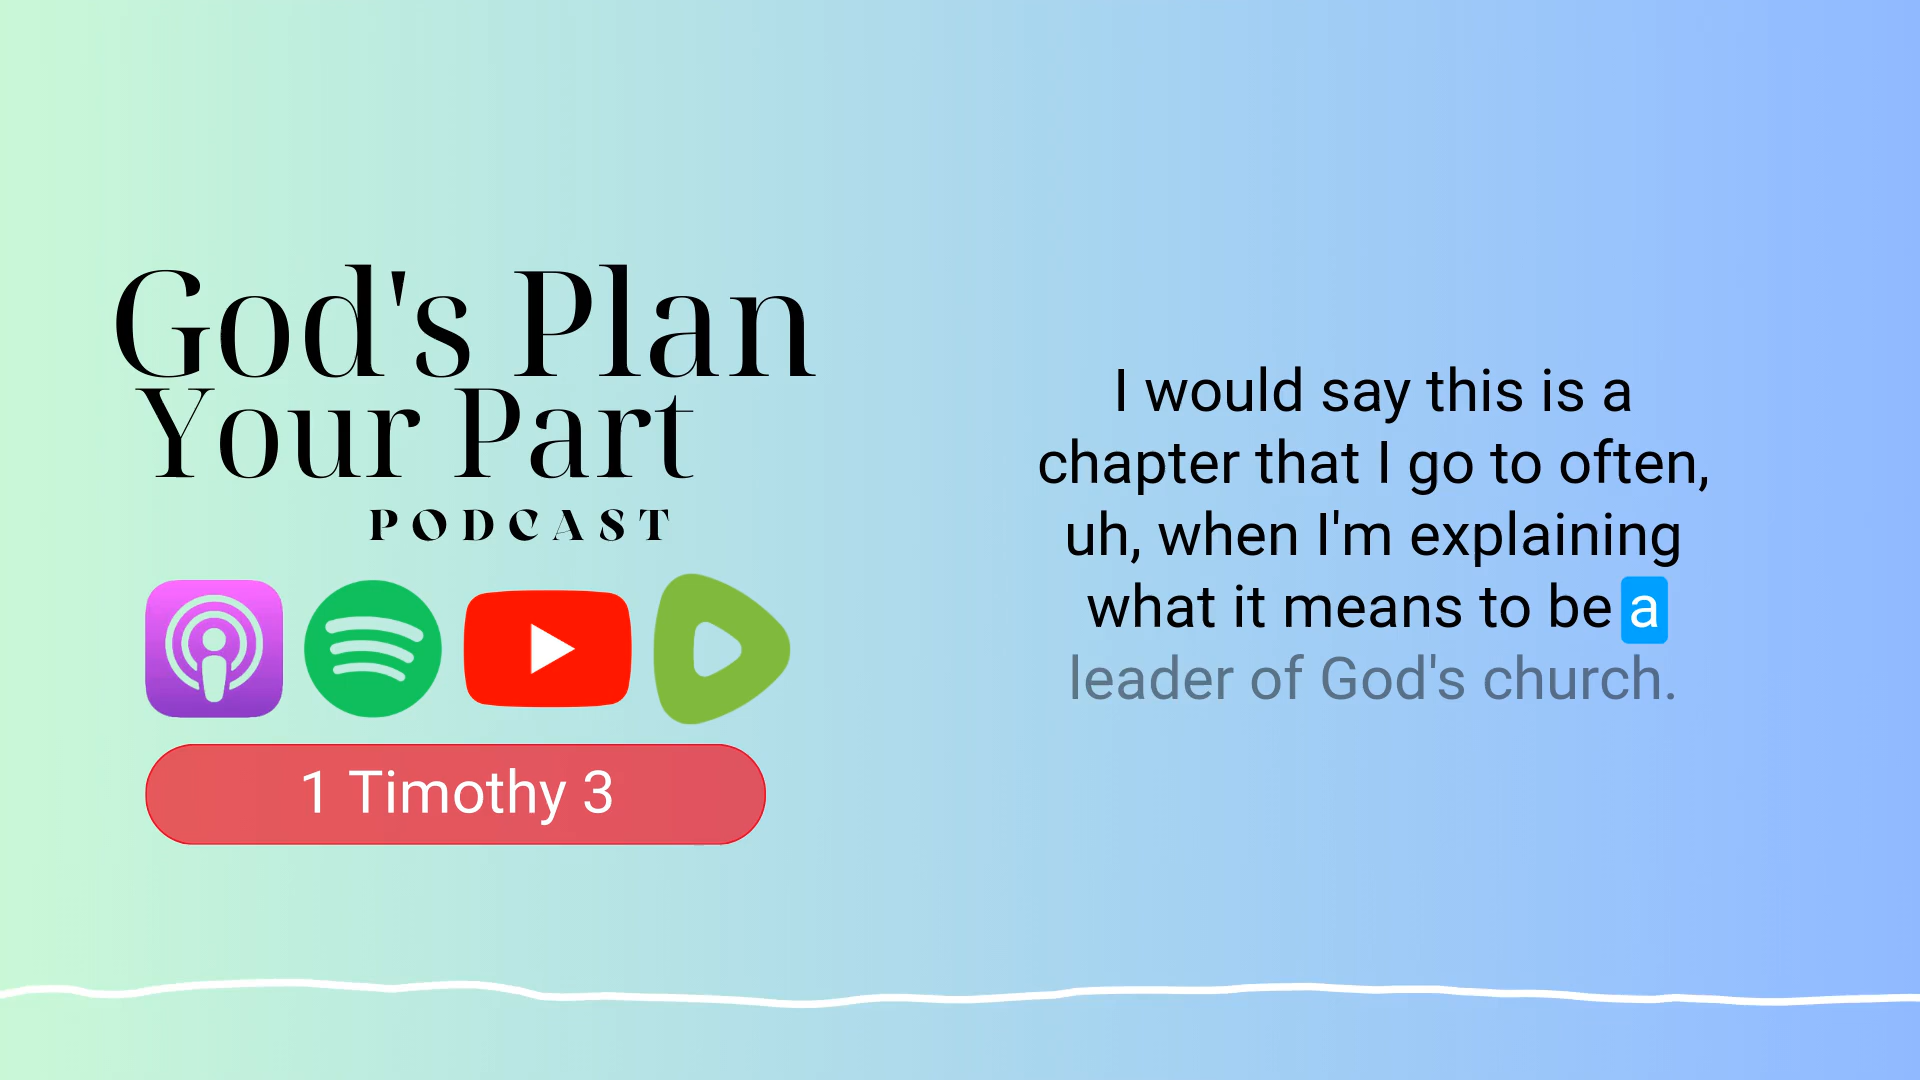 God's Plan
Your Part
PODCAST
1 Timothy 3
I would say this is a
chapter that I go to often,
uh, when I'm explaining
what it means to be a
leader of God's church.